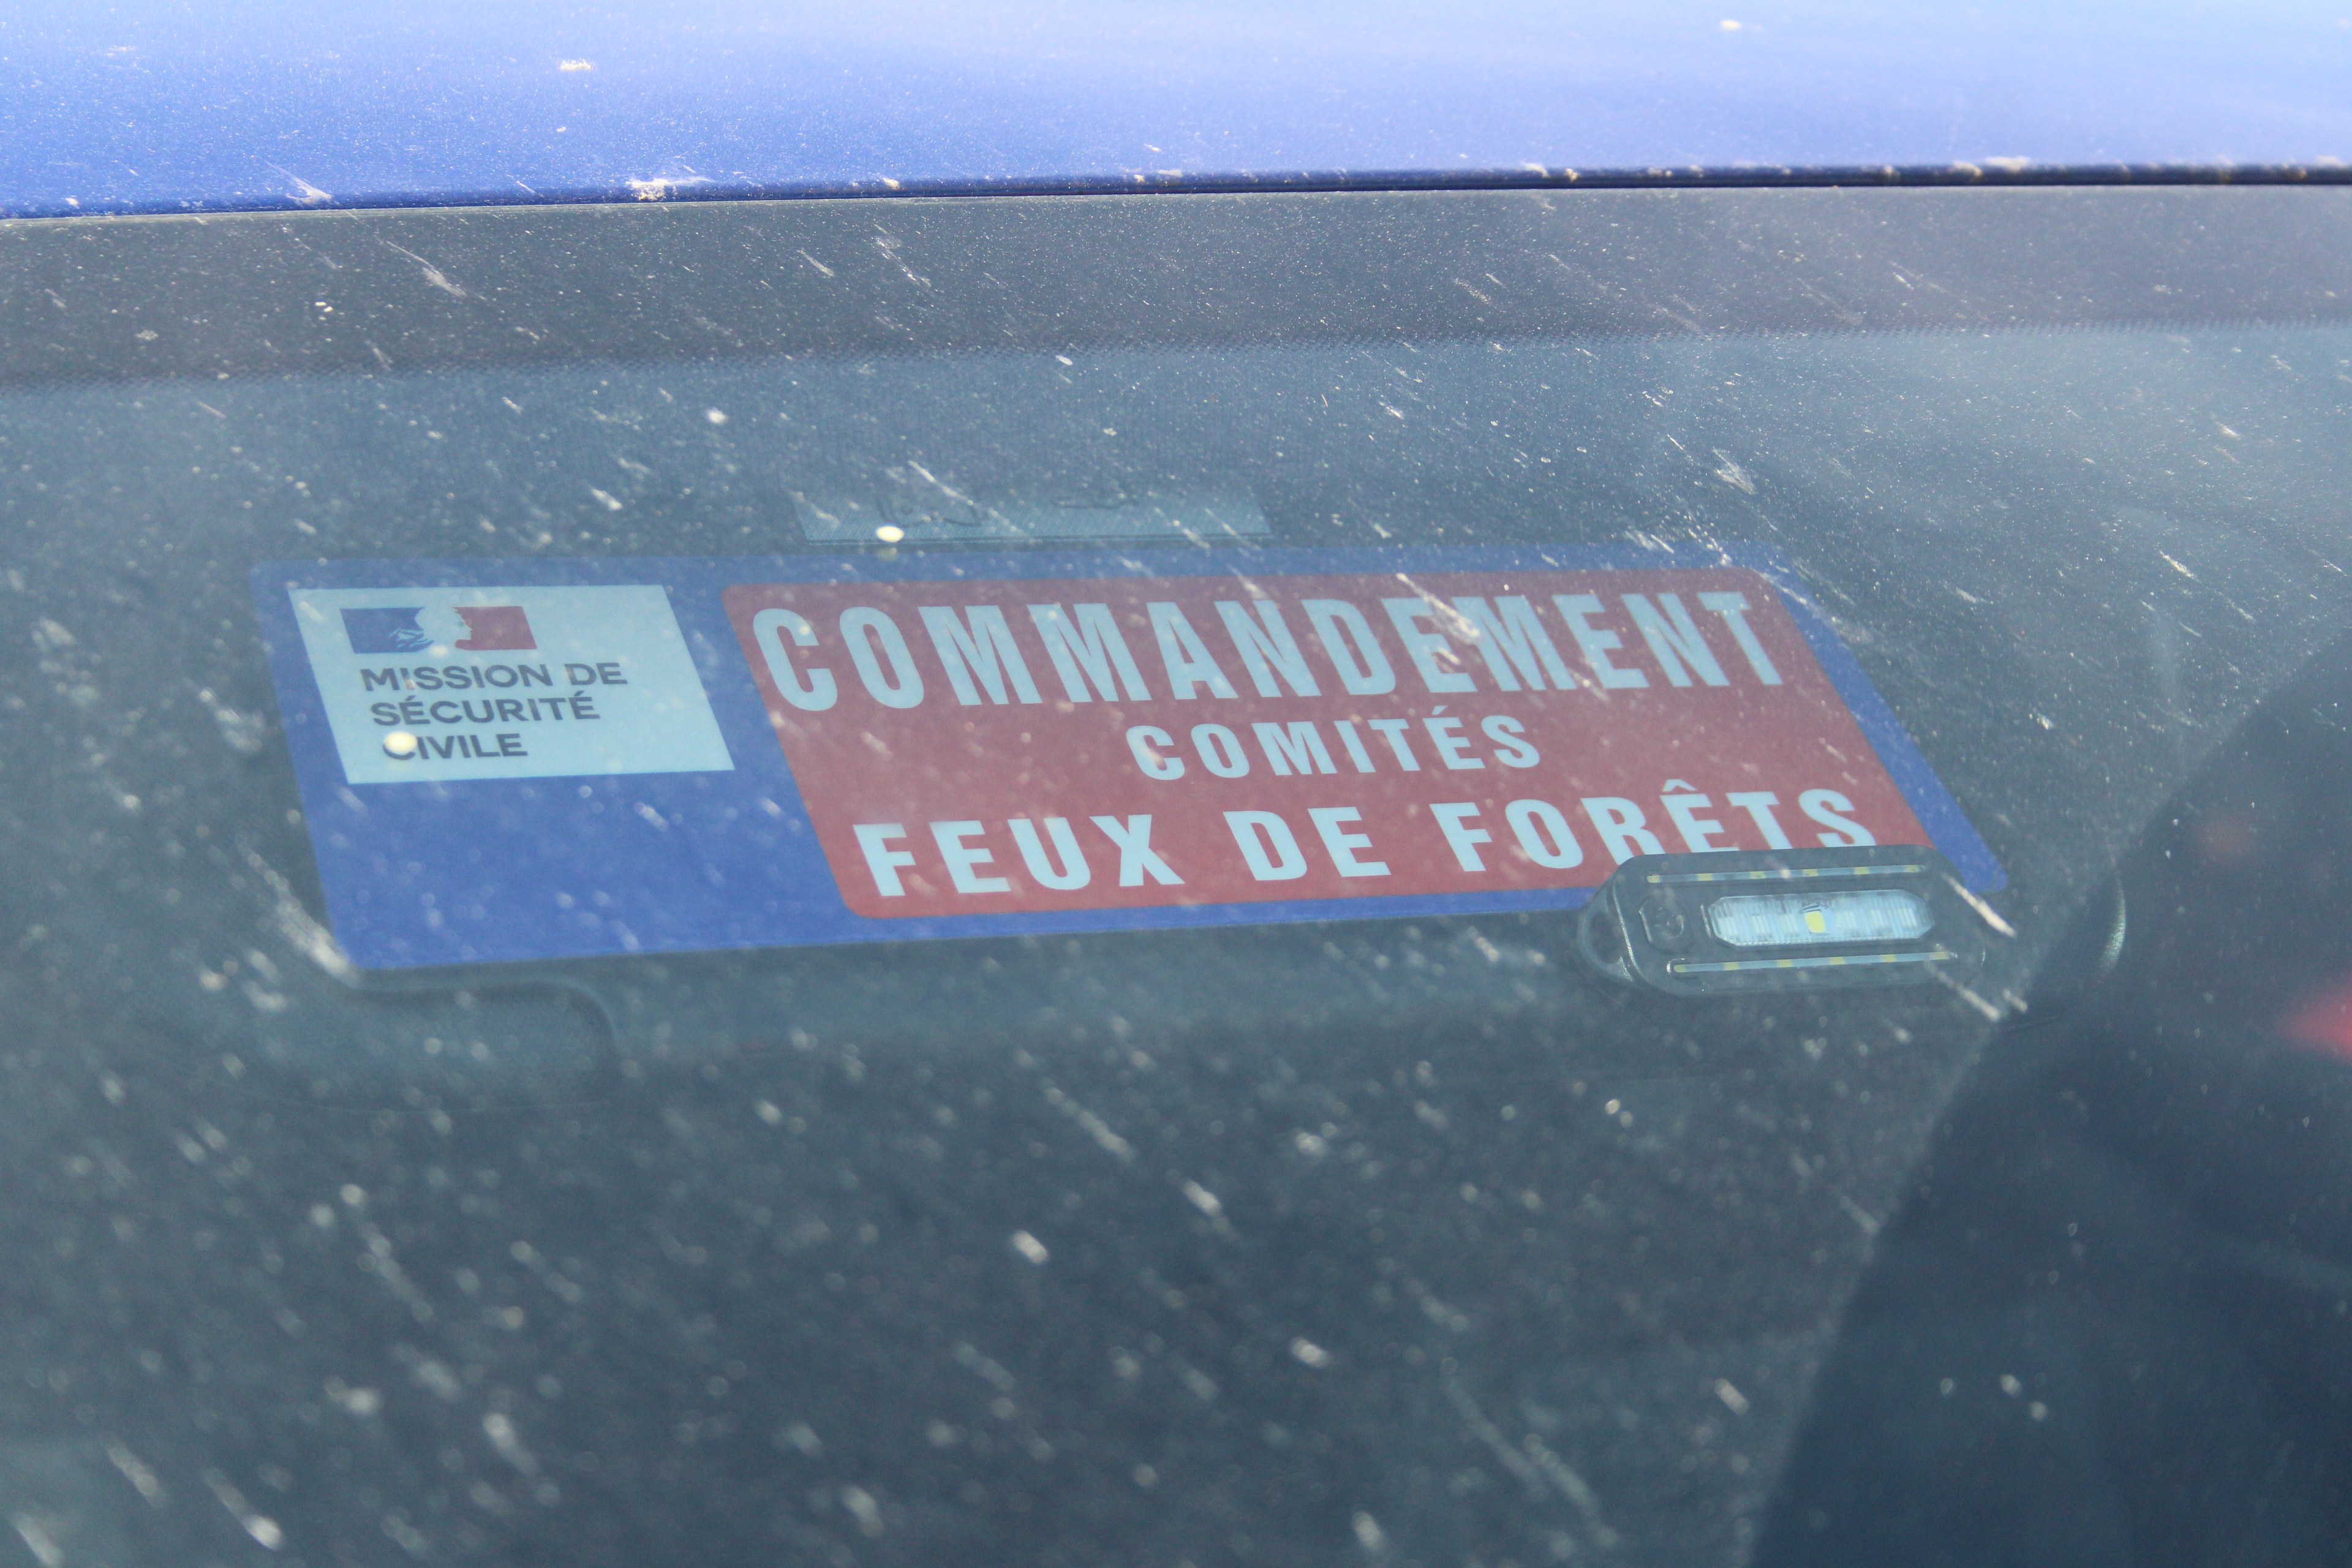 MISSION DE
SÉCURITÉ
CIVILE
COMMANDEMENT
COMITÉS
FEUX DE FORÊTS